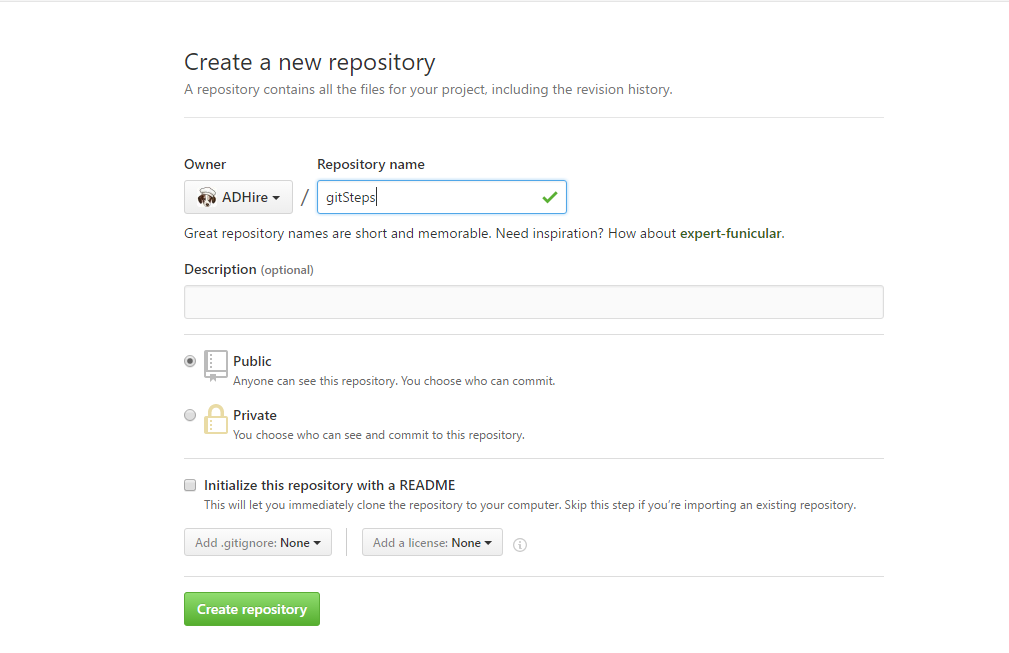 Create a new repository
A repository contains all the files for your project, including the revision history.
Owner Repository name
ADHire / gitSteps
Great repository names are short and memorable. Need inspiration? How about expert-funicular.
Description (optional)
Public
Anyone can see this repository. You choose who can commit.
Private
You choose who can see and commit to this repository.
Initialize this repository with a README
This will let you immediately clone the repository to your computer. Skip this step if you're importing an existing repository.
Add .gitignore: None Add a license: None
Create repository